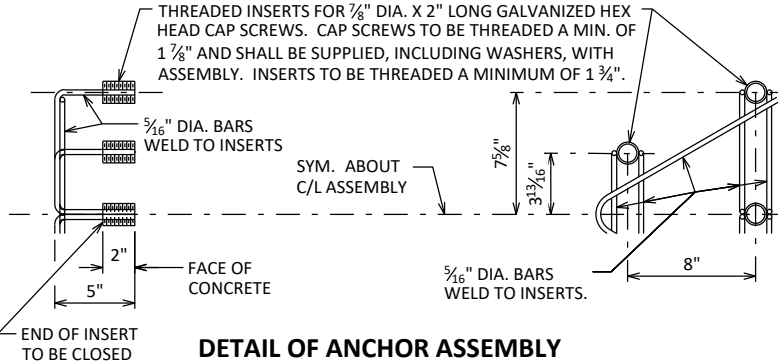 THREADED INSERTS FOR ⅞" DIA. X 2" LONG GALVANIZED HEX
HEAD CAP SCREWS. CAP SCREWS TO BE THREADED A MIN. OF
1 ⅞" AND SHALL BE SUPPLIED, INCLUDING WASHERS, WITH
ASSEMBLY. INSERTS TO BE THREADED A MINIMUM OF 1 ¾".
5⁄16" DIA. BARS
WELD TO INSERTS
SYM. ABOUT
C/L ASSEMBLY
7⅝"
3 13⁄16"
2"
5"
FACE OF
CONCRETE
5⁄16" DIA. BARS
WELD TO INSERTS.
8"
END OF INSERT
TO BE CLOSED
DETAIL OF ANCHOR ASSEMBLY